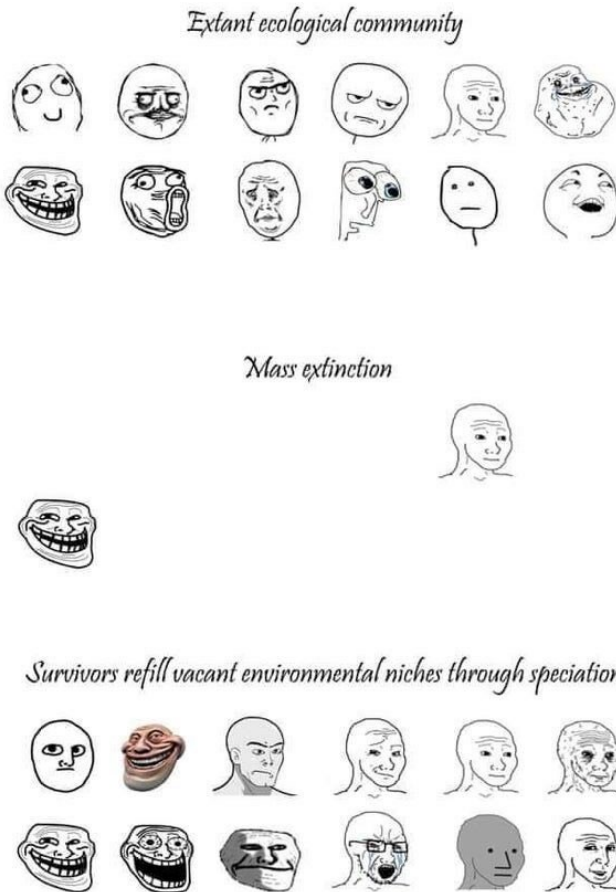 Extant ecological community
Mass extinction
Survivors refill vacant environmental niches through speciation